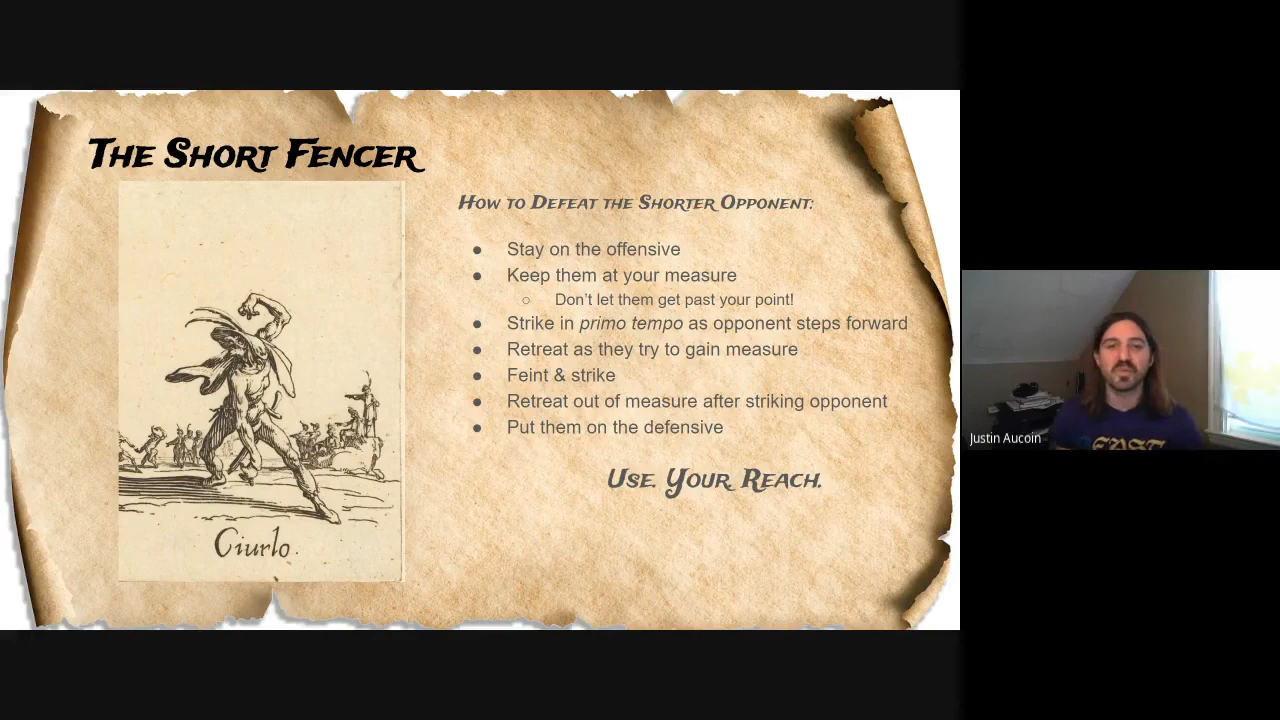 The Short Fencer
How to Defeat the Shorter Opponent:
● Stay on the offensive
● Keep them at your measure
○ Don't let them get past your point!
● Strike in primo tempo as opponent steps forward
● Retreat as they try to gain measure
● Feint & strike
● Retreat out of measure after striking opponent
● Put them on the defensive
Use. Your Reach.
Ciurlo.
Justin Aucoin